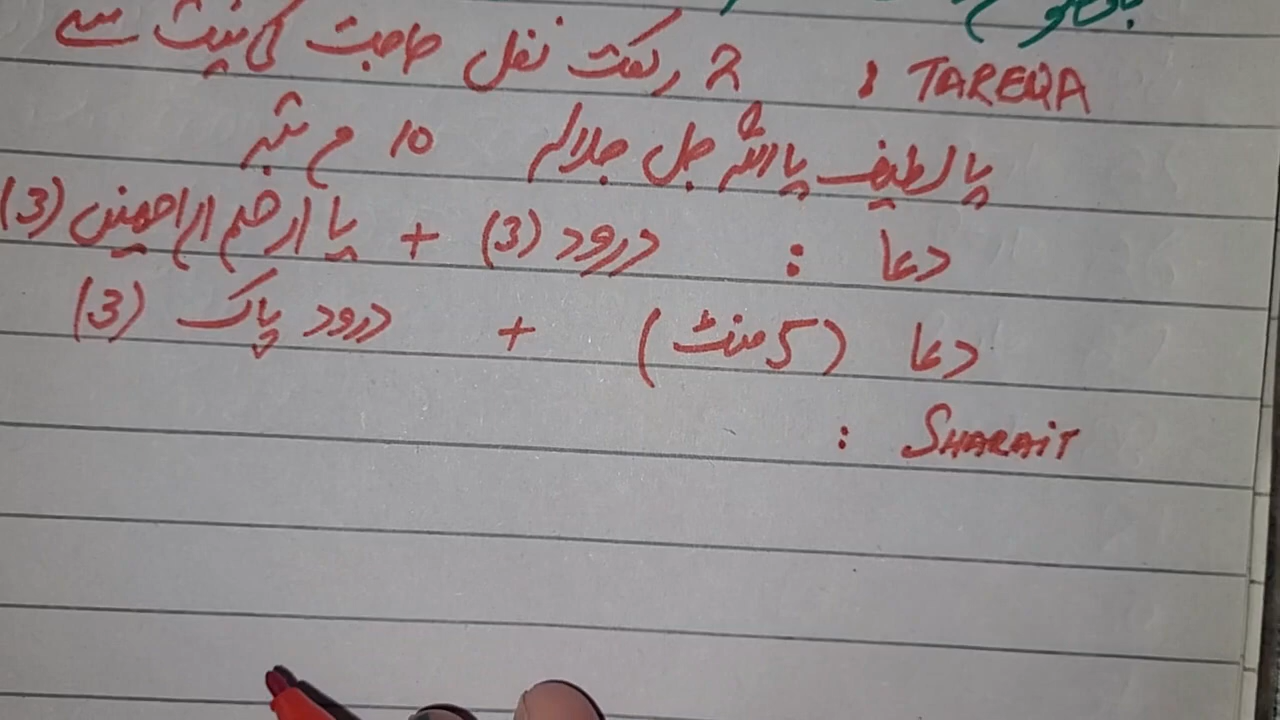 TAREQA : 2 رکعت نفل حاجت کی نیت سے
یا لطیف یا اللہ جل جلالہ 10 مرتبہ
دعا : درود (3) + یا ارحم الراحمین (3)
دعا (5 منٹ) + درود پاک (3)
SHARAIT :